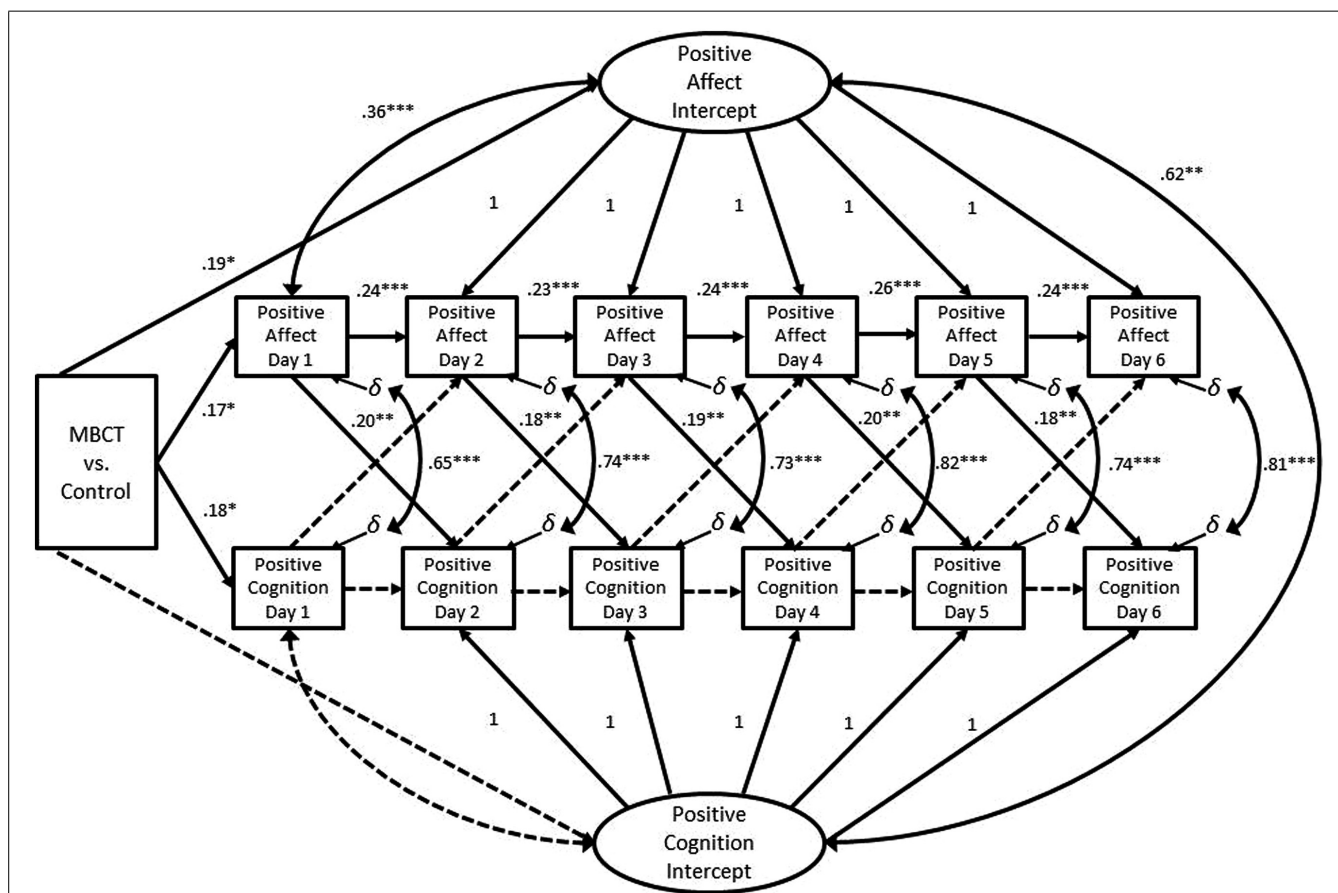 Positive
Affect
Intercept
.36***
.62**
1
1
1
1
1
.19*
.24***
.23***
.24***
.26***
.24***
Positive
Affect
Day 1
Positive
Affect
Day 2
Positive
Affect
Day 3
Positive
Affect
Day 4
Positive
Affect
Day 5
Positive
Affect
Day 6
δ
δ
δ
δ
δ
δ
MBCT
vs.
Control
.17*
.20**
.18**
.19**
.20**
.18**
.65***
.74***
.73***
.82***
.74***
.81***
.18*
δ
δ
δ
δ
δ
δ
Positive
Cognition
Day 1
Positive
Cognition
Day 2
Positive
Cognition
Day 3
Positive
Cognition
Day 4
Positive
Cognition
Day 5
Positive
Cognition
Day 6
1
1
1
1
1
Positive
Cognition
Intercept